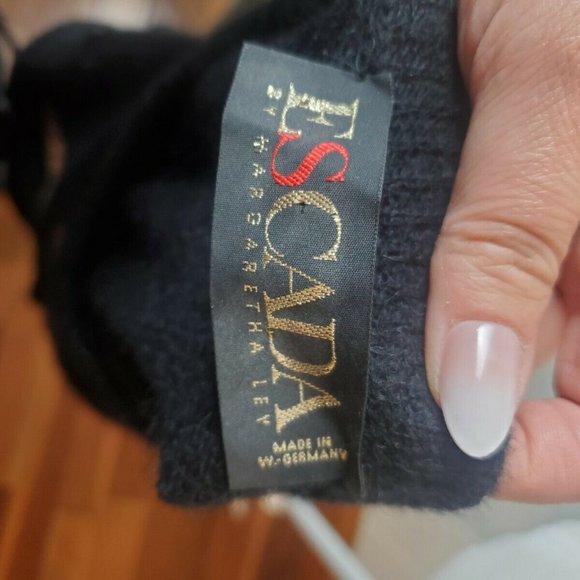 ESCADA
BY MARGARETHA LEY
MADE IN
W.-GERMANY